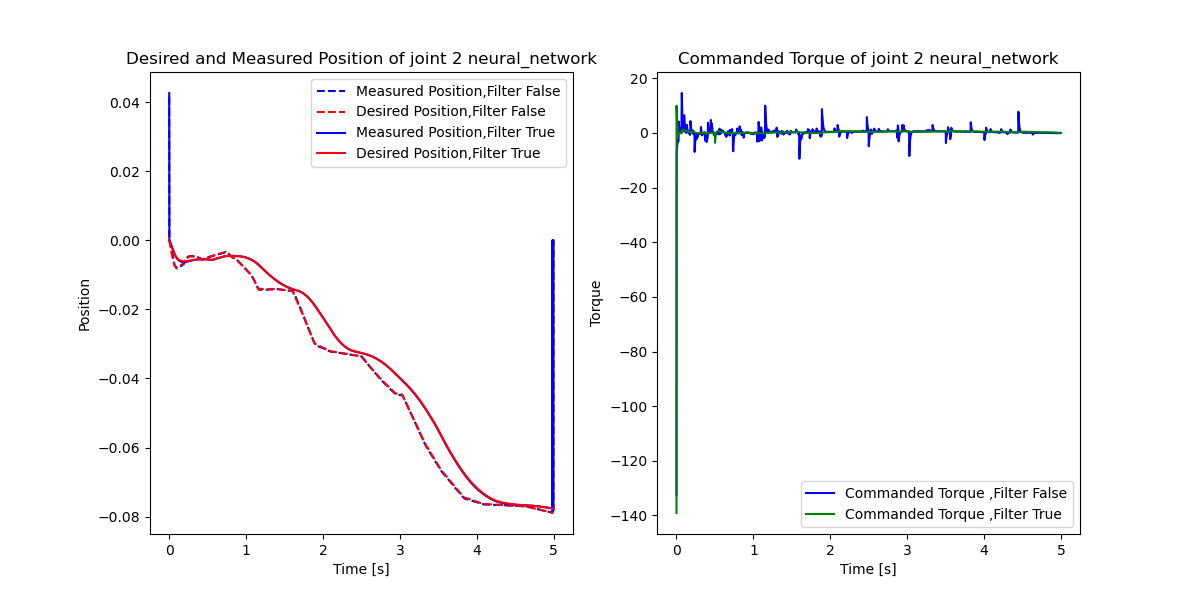 Desired and Measured Position of joint 2 neural_network
0.04
0.02
0.00
−0.02
−0.04
−0.06
−0.08
Position
0 1 2 3 4 5
Time [s]
Measured Position,Filter False
Desired Position,Filter False
Measured Position,Filter True
Desired Position,Filter True
Commanded Torque of joint 2 neural_network
20
0
−20
−40
−60
−80
−100
−120
−140
Torque
0 1 2 3 4 5
Time [s]
Commanded Torque ,Filter False
Commanded Torque ,Filter True